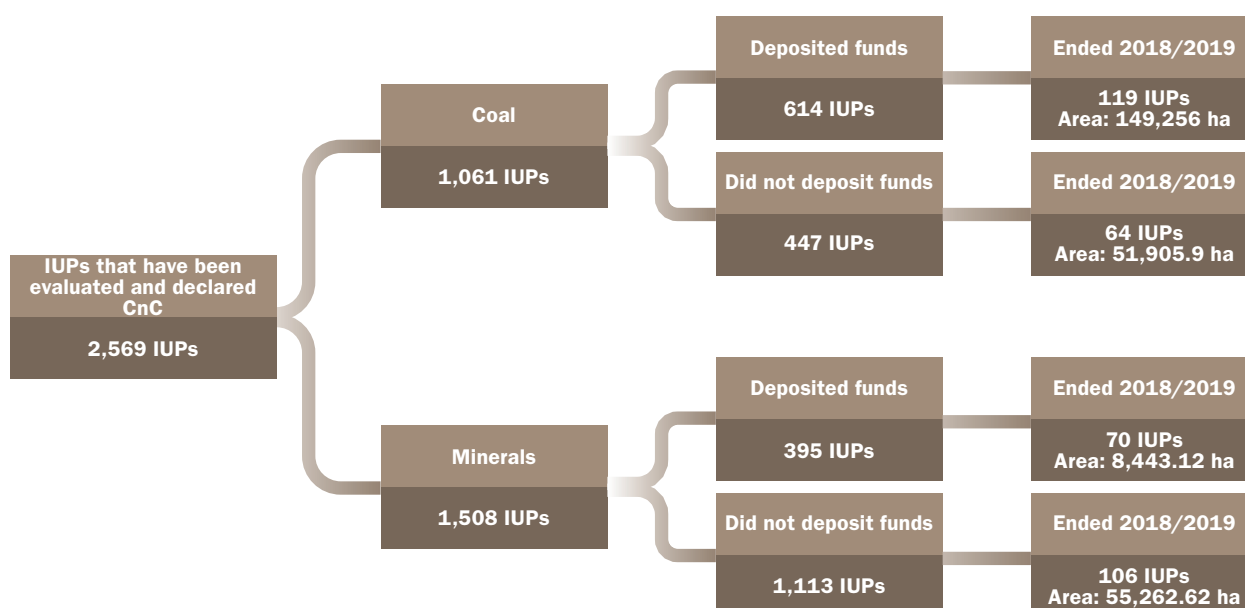 IUPs that have been
evaluated and declared
CnC
2,569 IUPs
Coal
1,061 IUPs
Deposited funds
614 IUPs
Ended 2018/2019
119 IUPs
Area: 149,256 ha
Did not deposit funds
447 IUPs
Ended 2018/2019
64 IUPs
Area: 51,905.9 ha
Minerals
1,508 IUPs
Deposited funds
395 IUPs
Ended 2018/2019
70 IUPs
Area: 8,443.12 ha
Did not deposit funds
1,113 IUPs
Ended 2018/2019
106 IUPs
Area: 55,262.62 ha